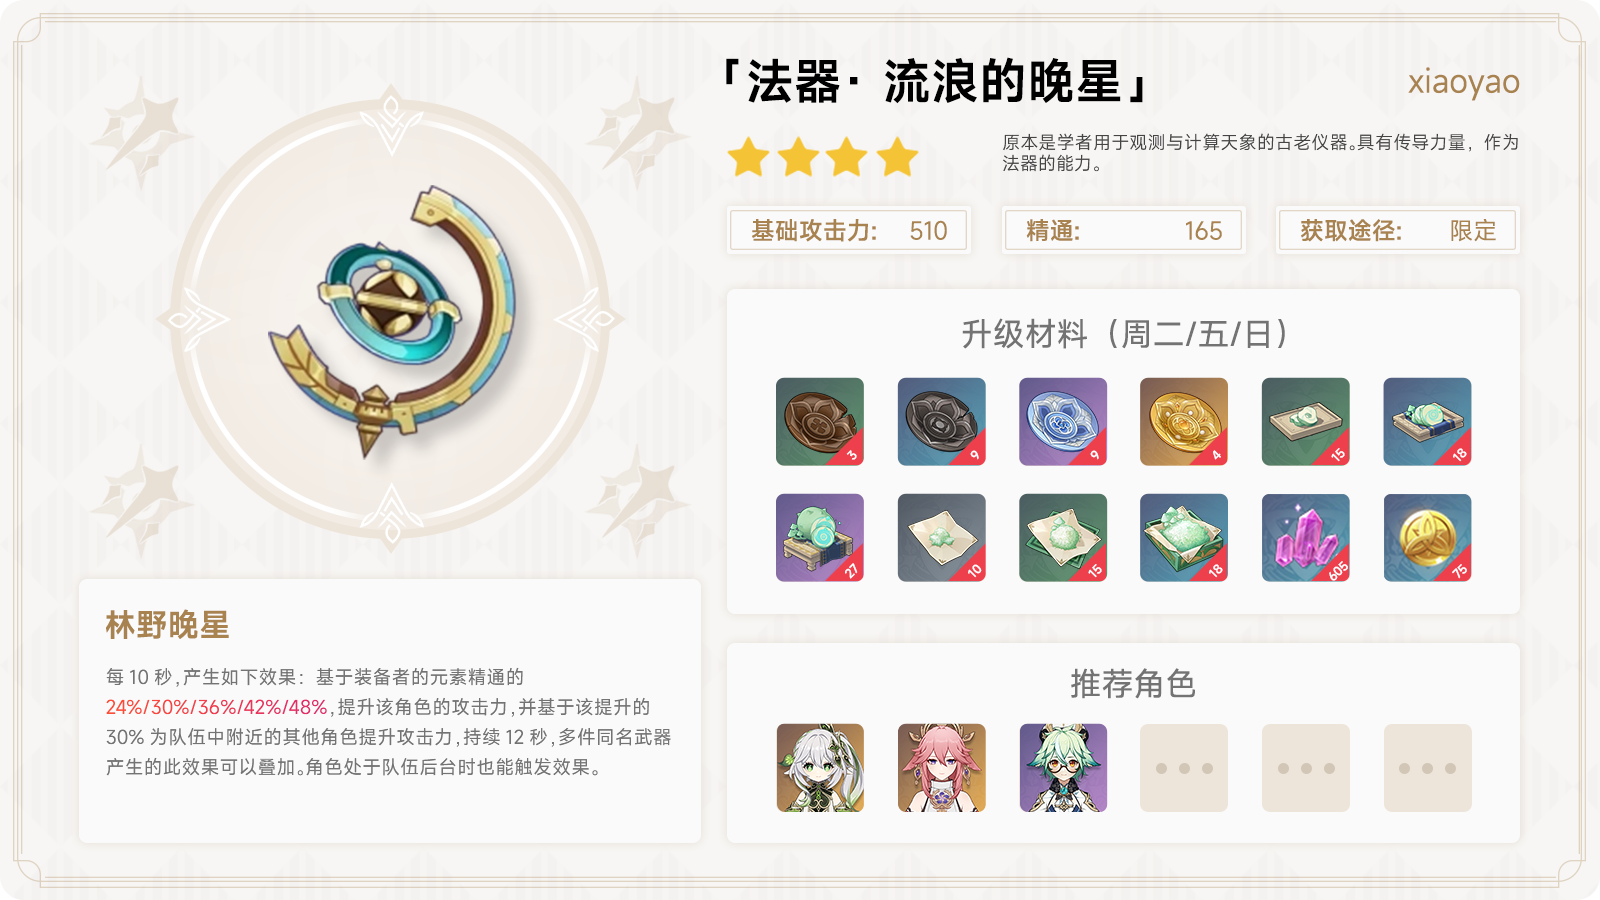 「法器· 流浪的晚星」
xiaoyao
原本是学者用于观测与计算天象的古老仪器。具有传导力量，作为
法器的能力。
基础攻击力: 510
精通: 165
获取途径: 限定
升级材料（周二/五/日）
3
9
9
4
15
18
27
10
15
18
605
75
林野晚星
每 10 秒,产生如下效果：基于装备者的元素精通的
24%/30%/36%/42%/48%,提升该角色的攻击力,并基于该提升的
30% 为队伍中附近的其他角色提升攻击力,持续 12 秒,多件同名武器
产生的此效果可以叠加。角色处于队伍后台时也能触发效果。
推荐角色